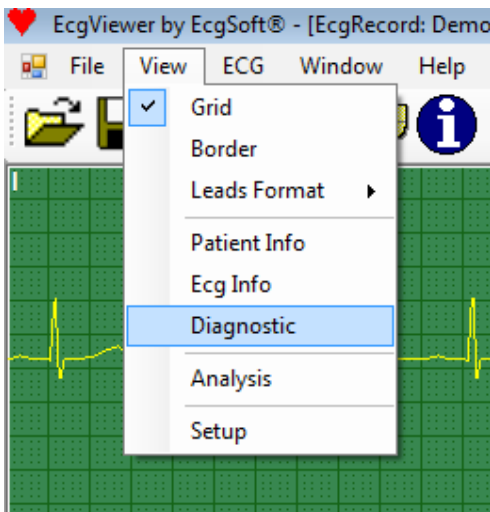 EcgViewer by EcgSoft® - [EcgRecord: Demo
File View ECG Window Help
Grid
Border
Leads Format
Patient Info
Ecg Info
Diagnostic
Analysis
Setup
I